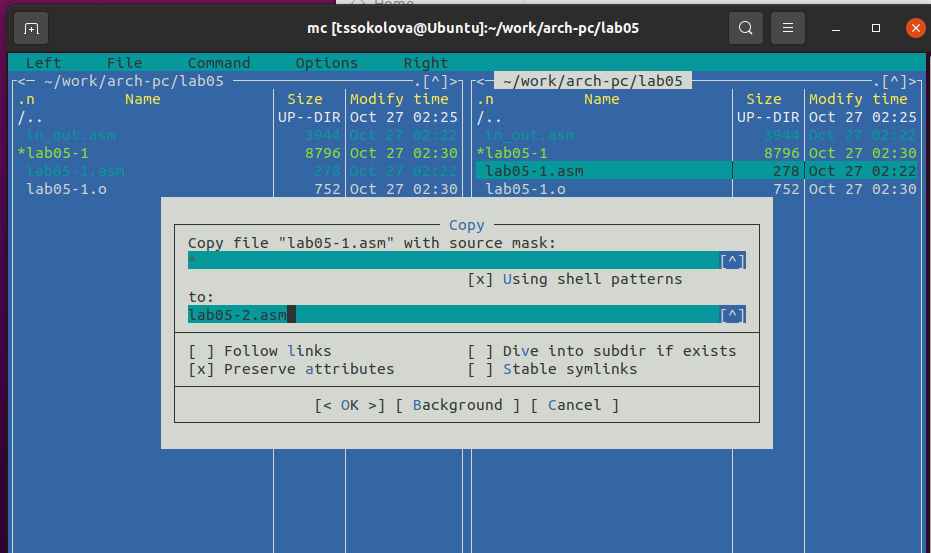 Home
mc [tssokolova@Ubuntu]:~/work/arch-pc/lab05
Left File Command Options Right
<─ ~/work/arch-pc/lab05 ─.[^]>
<─ ~/work/arch-pc/lab05 ─.[^]>
.n Name Size Modify time .n Name Size Modify time
/.. UP--DIR Oct 27 02:25 /.. UP--DIR Oct 27 02:25
in_out.asm 3944 Oct 27 02:22 in_out.asm 3944 Oct 27 02:22
*lab05-1 8796 Oct 27 02:30 *lab05-1 8796 Oct 27 02:30
lab05-1.asm 278 Oct 27 02:22 lab05-1.asm 278 Oct 27 02:22
lab05-1.o 752 Oct 27 02:30 lab05-1.o 752 Oct 27 02:30
Copy
Copy file "lab05-1.asm" with source mask:
* [^]
[x] Using shell patterns
to:
lab05-2.asm [^]
[ ] Follow links [ ] Dive into subdir if exists
[x] Preserve attributes [ ] Stable symlinks
[< OK >] [ Background ] [ Cancel ]